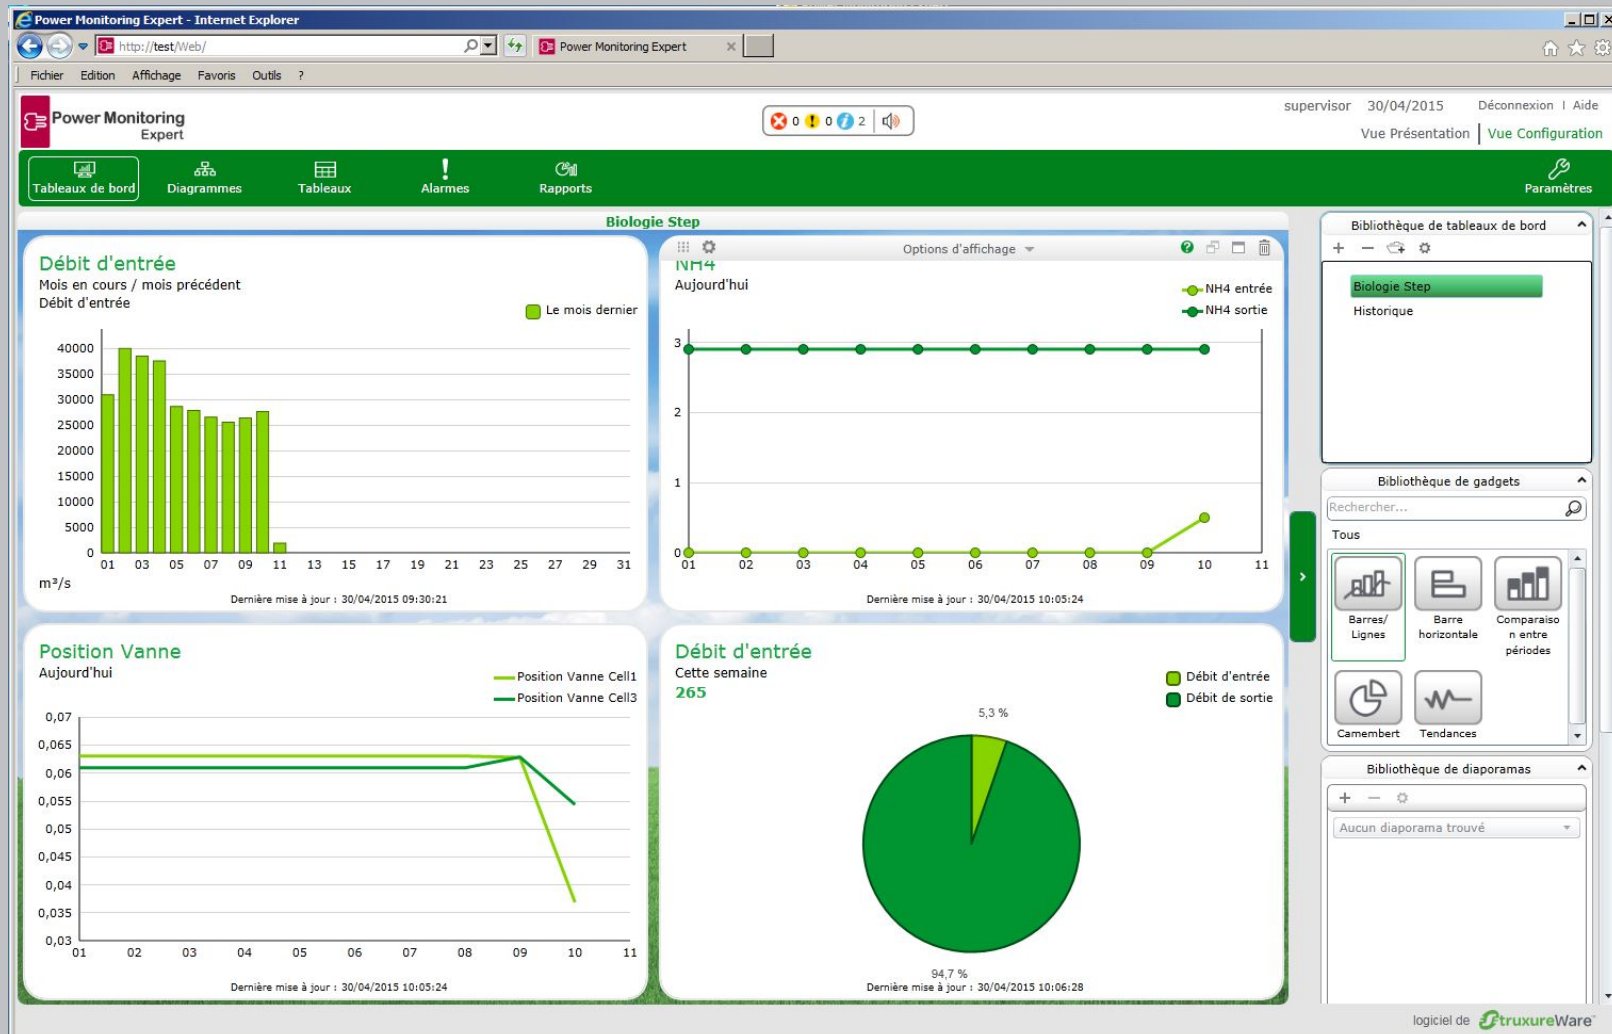 Power Monitoring Expert - Internet Explorer
http://test/Web/
Power Monitoring Expert
Fichier Edition Affichage Favoris Outils ?
Power Monitoring
Expert
0 0 2
supervisor 30/04/2015 Déconnexion | Aide
Vue Présentation | Vue Configuration
Tableaux de bord Diagrammes Tableaux Alarmes Rapports Paramètres
Biologie Step
Débit d'entrée
Mois en cours / mois précédent
Débit d'entrée
Le mois dernier
40000
35000
30000
25000
20000
15000
10000
5000
0
01 03 05 07 09 11 13 15 17 19 21 23 25 27 29 31
m³/s
Dernière mise à jour : 30/04/2015 09:30:21
Options d'affichage
NH4
Aujourd'hui
NH4 entrée
NH4 sortie
3
2
1
0
01 02 03 04 05 06 07 08 09 10 11
Dernière mise à jour : 30/04/2015 10:05:24
Position Vanne
Aujourd'hui
Position Vanne Cell1
Position Vanne Cell3
0,07
0,065
0,06
0,055
0,05
0,045
0,04
0,035
0,03
01 02 03 04 05 06 07 08 09 10 11
Dernière mise à jour : 30/04/2015 10:05:24
Débit d'entrée
Cette semaine
265
Débit d'entrée
Débit de sortie
5,3 %
94,7 %
Dernière mise à jour : 30/04/2015 10:06:28
Bibliothèque de tableaux de bord
Biologie Step
Historique
Bibliothèque de gadgets
Rechercher...
Tous
Barres/
Lignes
Barre
horizontale
Comparaiso
n entre
périodes
Camembert
Tendances
Bibliothèque de diaporamas
Aucun diaporama trouvé
logiciel de StruxureWare